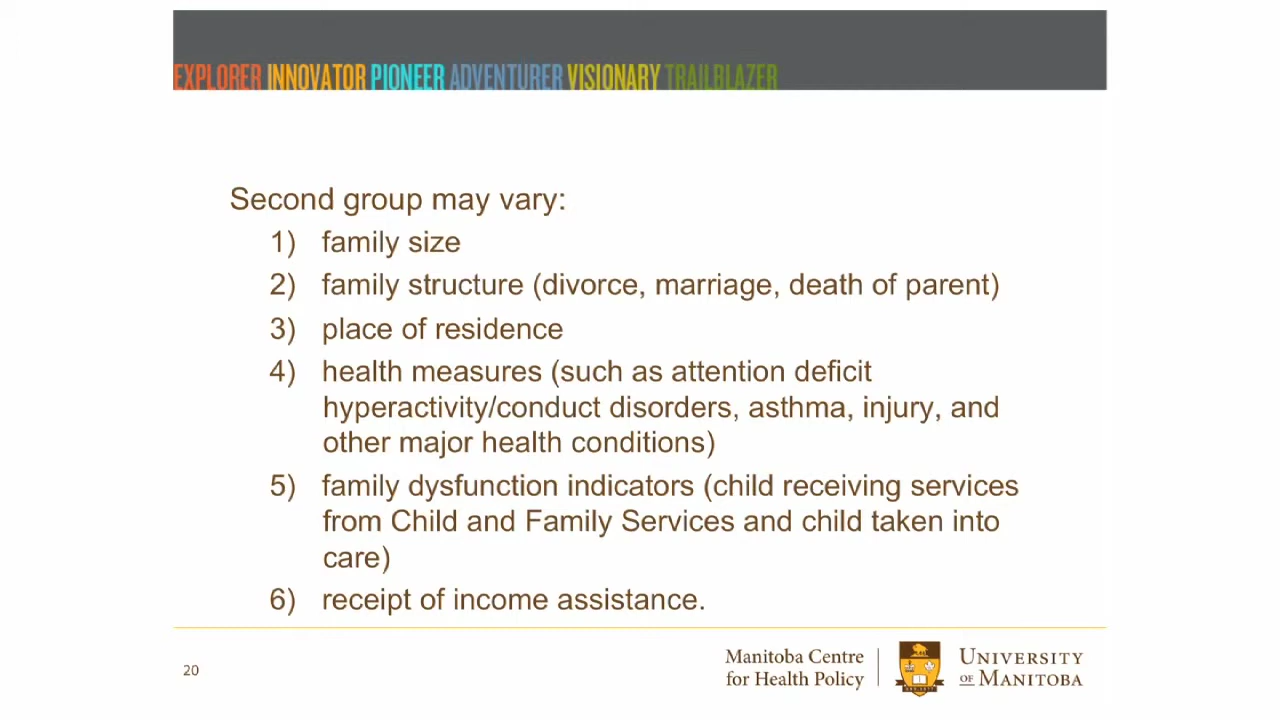 EXPLORER INNOVATOR PIONEER ADVENTURER VISIONARY TRAILBLAZER
Second group may vary:
1) family size
2) family structure (divorce, marriage, death of parent)
3) place of residence
4) health measures (such as attention deficit
hyperactivity/conduct disorders, asthma, injury, and
other major health conditions)
5) family dysfunction indicators (child receiving services
from Child and Family Services and child taken into
care)
6) receipt of income assistance.
20
Manitoba Centre
for Health Policy
UNIVERSITY
OF MANITOBA